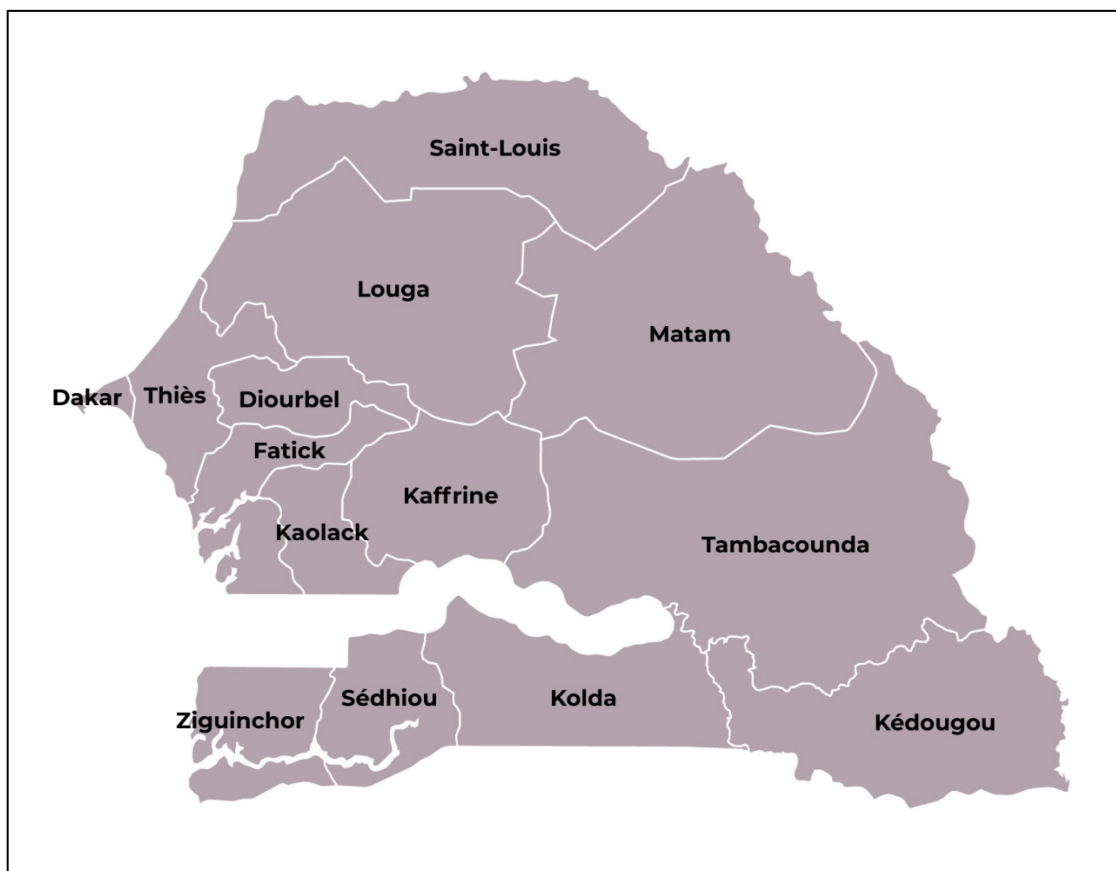 Saint-Louis
Louga
Matam
Dakar
Thiès
Diourbel
Fatick
Kaffrine
Kaolack
Tambacounda
Sédhiou
Kolda
Ziguinchor
Kédougou